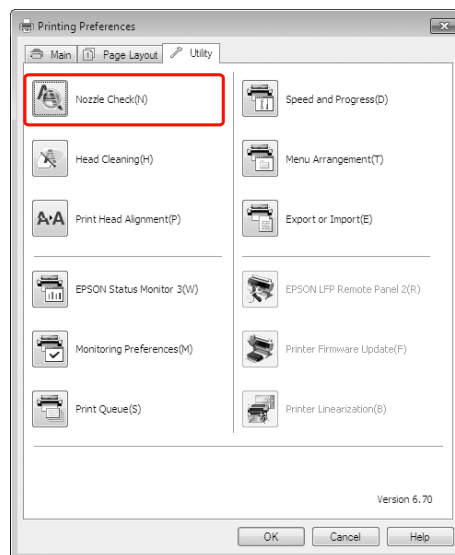 Printing Preferences
Main
Page Layout
Utility
Nozzle Check(N)
Speed and Progress(D)
Head Cleaning(H)
Menu Arrangement(T)
A A
Print Head Alignment(P)
Export or Import(E)
EPSON Status Monitor 3(W)
EPSON LFP Remote Panel 2(R)
Monitoring Preferences(M)
Printer Firmware Update(F)
Print Queue(S)
Printer Linearization(B)
Version 6.70
OK
Cancel
Help